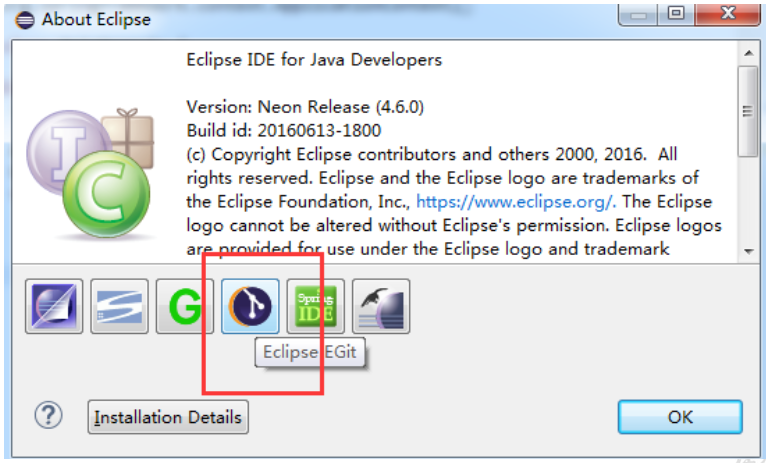 About Eclipse
Eclipse IDE for Java Developers
Version: Neon Release (4.6.0)
Build id: 20160613-1800
(c) Copyright Eclipse contributors and others 2000, 2016.  All
rights reserved. Eclipse and the Eclipse logo are trademarks of
the Eclipse Foundation, Inc., https://www.eclipse.org/. The Eclipse
logo cannot be altered without Eclipse's permission. Eclipse logos
are provided for use under the Eclipse logo and trademark
I C
G
Spring
IDE
Eclipse EGit
?
Installation Details
OK